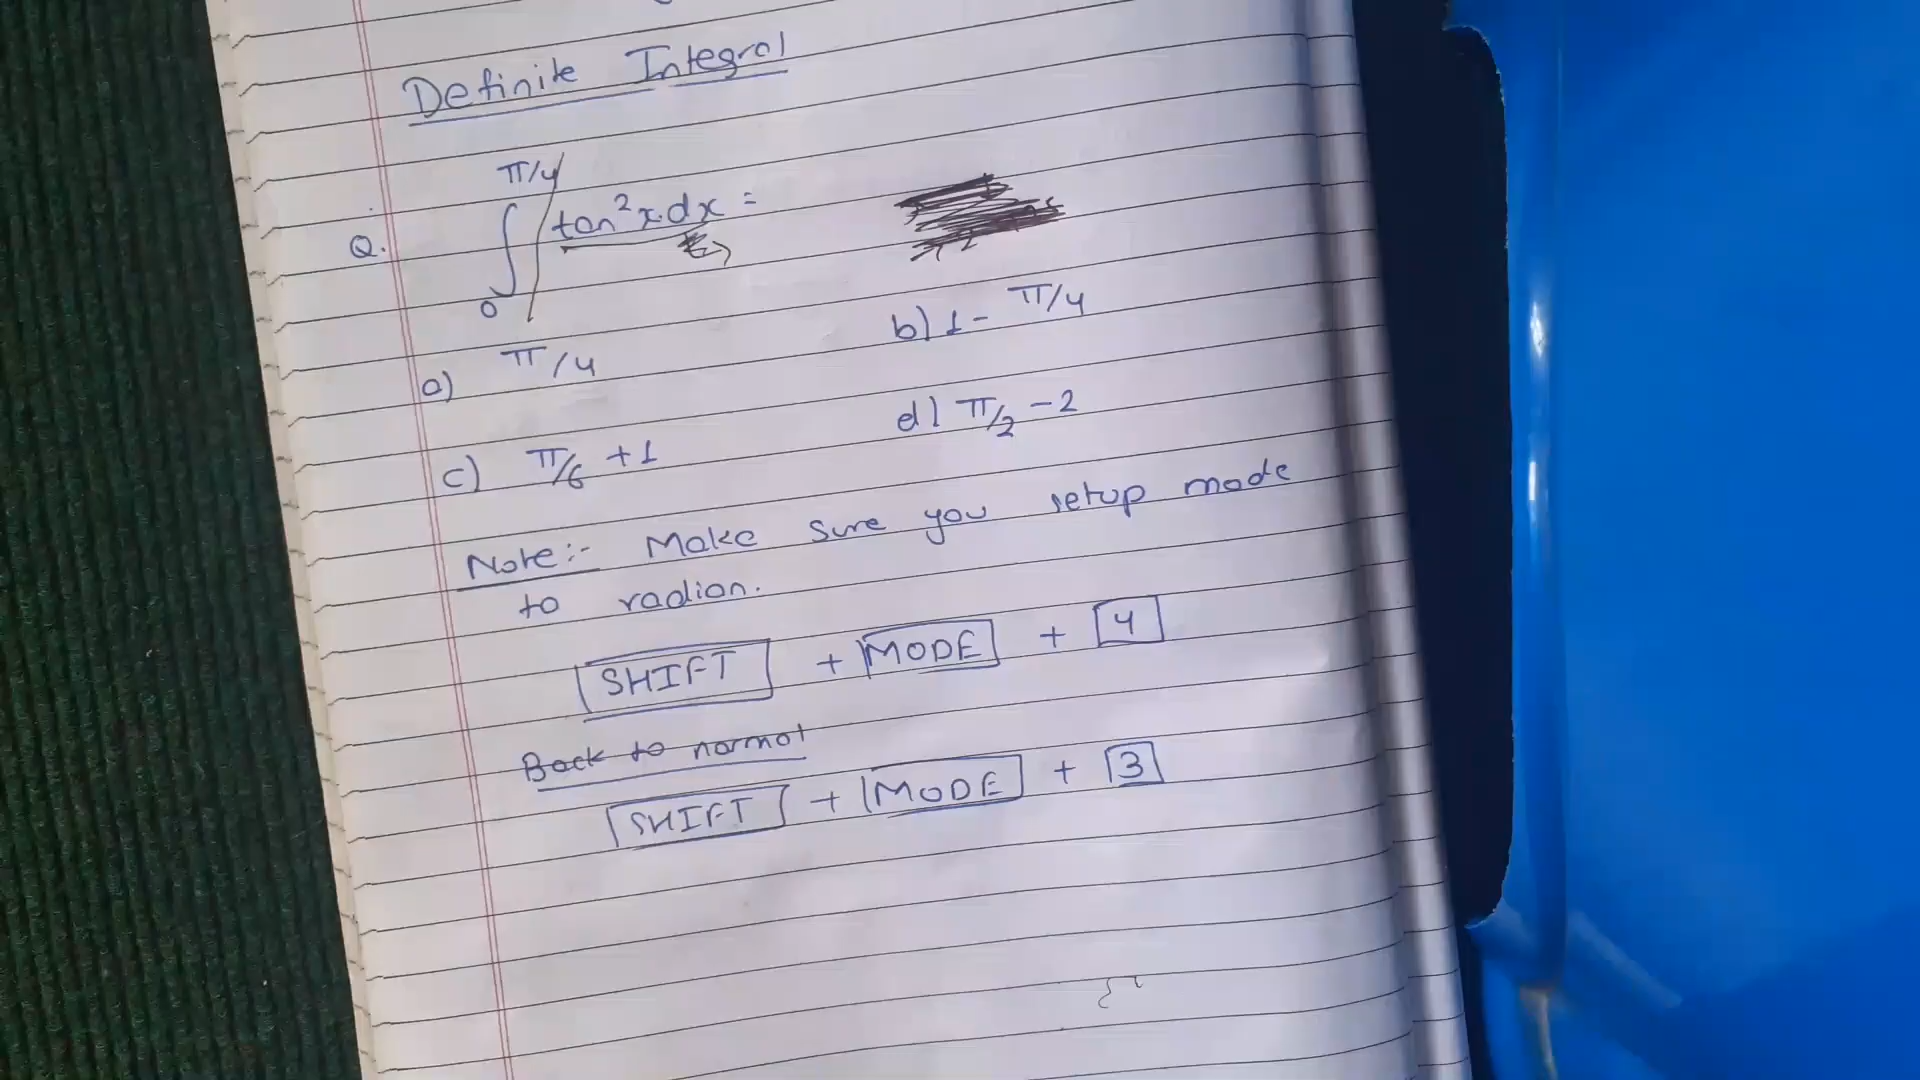 Definite Integral
Q. ∫₀^π/4 tan²x.dx =
a) π/4
b) 1 - π/4
c) π/6 + 1
d) π/2 - 2
Note:- Make sure you setup mode
to radian.
SHIFT + MODE + 4
Back to normal
SHIFT + MODE + 3